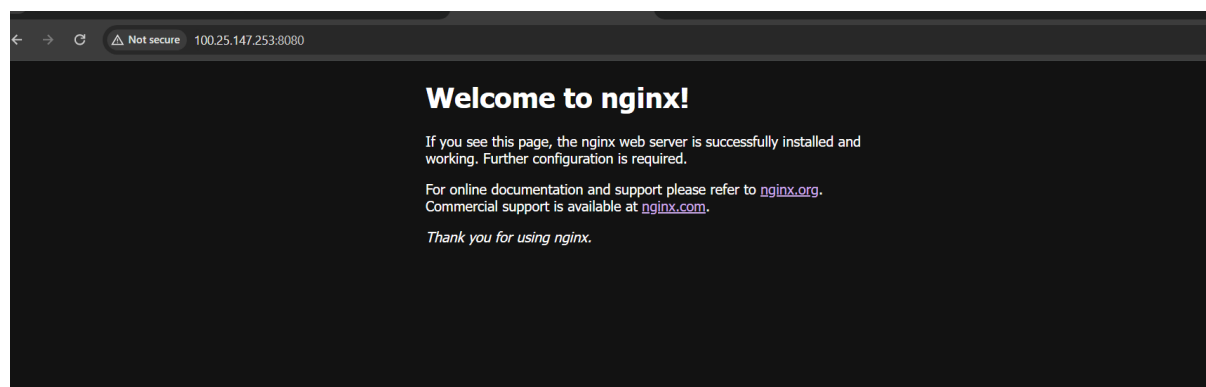 Not secure 100.25.147.253:8080
Welcome to nginx!
If you see this page, the nginx web server is successfully installed and
working. Further configuration is required.
For online documentation and support please refer to nginx.org.
Commercial support is available at nginx.com.
Thank you for using nginx.